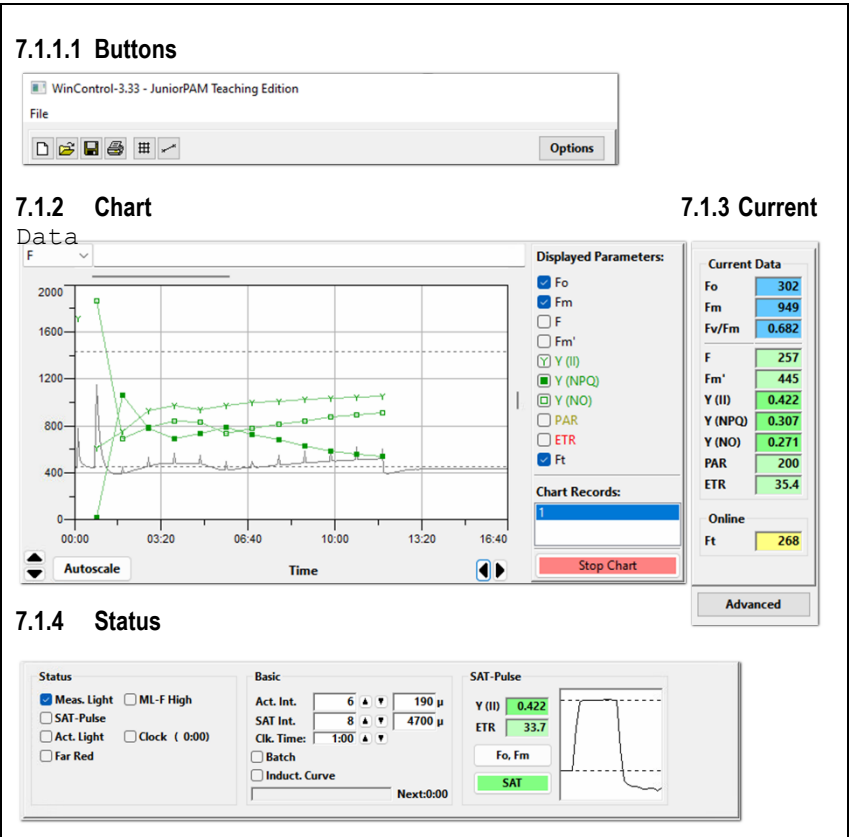 7.1.1.1 Buttons
WinControl-3.33 - JuniorPAM Teaching Edition
File
Options
7.1.2 Chart 7.1.3 Current
Data
F
2000
1600
1200
800
400
0
00:00 03:20 06:40 10:00 13:20 16:40
Autoscale
Time
Displayed Parameters:
Fo
Fm
F
Fm'
Y (II)
Y (NPQ)
Y (NO)
PAR
ETR
Ft
Chart Records:
1
Stop Chart
Current Data
Fo 302
Fm 949
Fv/Fm 0.682
F 257
Fm' 445
Y (II) 0.422
Y (NPQ) 0.307
Y (NO) 0.271
PAR 200
ETR 35.4
Online
Ft 268
Advanced
7.1.4 Status
Status
Meas. Light ML-F High
SAT-Pulse
Act. Light Clock ( 0:00)
Far Red
Basic
Act. Int. 6 190 µ
SAT Int. 8 4700 µ
Clk. Time: 1:00
Batch
Induct. Curve
Next:0:00
SAT-Pulse
Y (II) 0.422
ETR 33.7
Fo, Fm
SAT